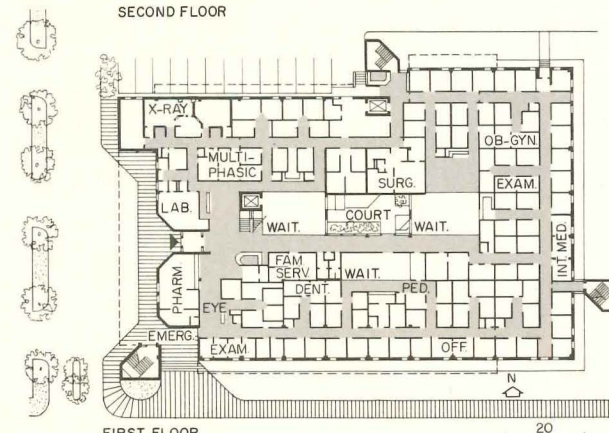 SECOND FLOOR
X-RAY
OB-GYN.
MULTI-
PHASIC
SURG.
EXAM.
LAB.
COURT
WAIT.
WAIT.
INT. MED.
FAM
SERV.
WAIT.
PHARM.
DENT.
PED.
EYE
EMERG.
EXAM.
OFF.
N
FIRST FLOOR
20